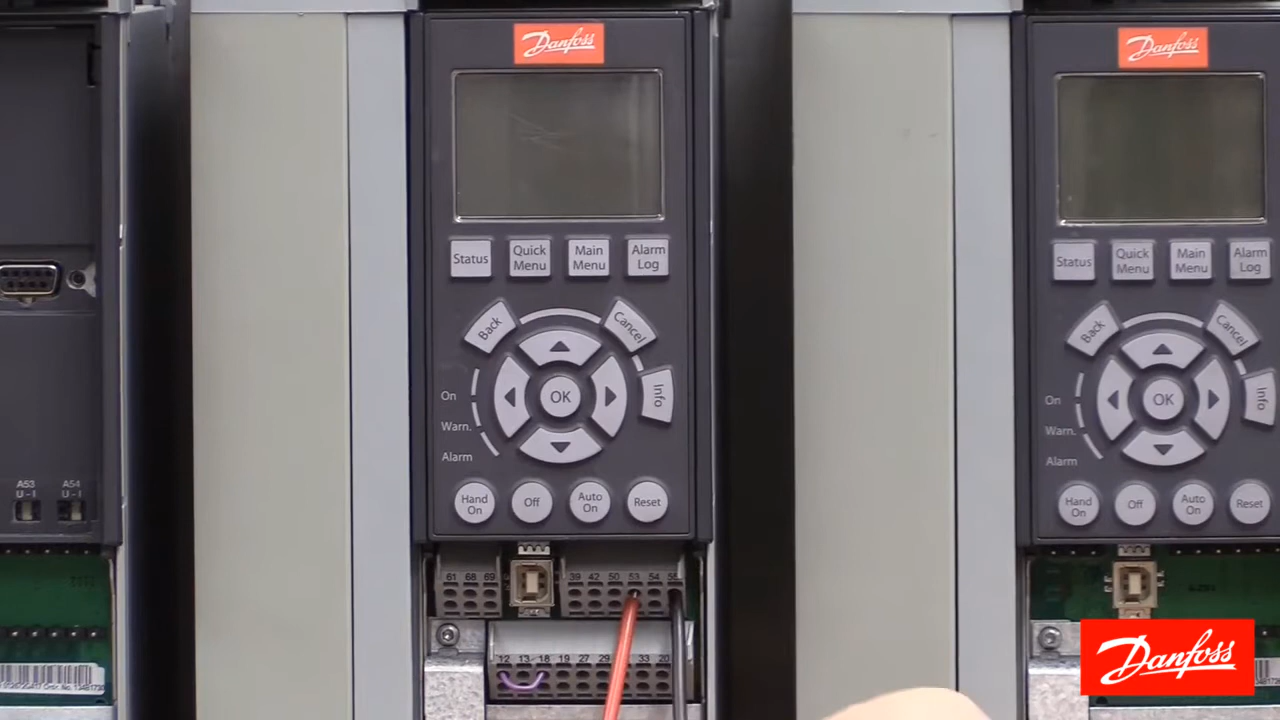 Danfoss
Status
Quick Menu
Main Menu
Alarm Log
Back
Cancel
Info
OK
On
Warn.
Alarm
Hand On
Off
Auto On
Reset
61 68 69
39 42 50 53 54 55
12 13 18 19 27 29 33 20
A53 A54
U - I U - I
Danfoss
Status
Quick Menu
Main Menu
Alarm Log
Back
Cancel
Info
OK
On
Warn.
Alarm
Hand On
Off
Auto On
Reset
Danfoss